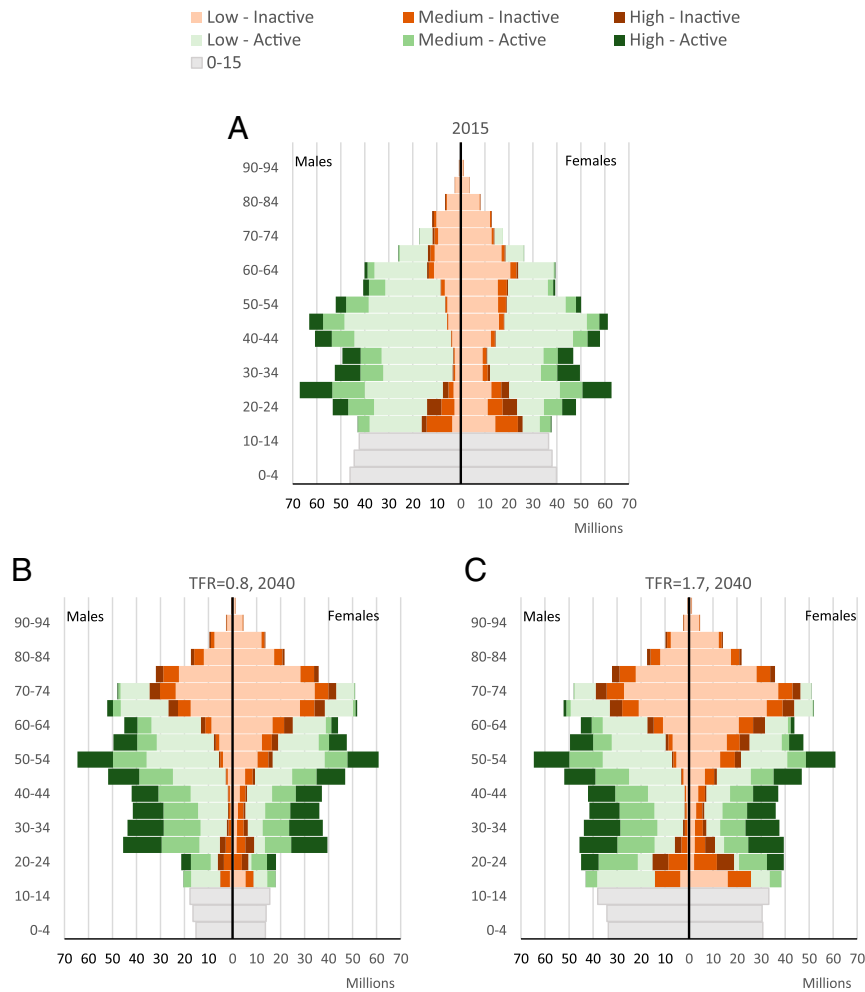 Low - Inactive Medium - Inactive High - Inactive
Low - Active Medium - Active High - Active
0-15
A
2015
Males Females
90-94
80-84
70-74
60-64
50-54
40-44
30-34
20-24
10-14
0-4
70 60 50 40 30 20 10 0 10 20 30 40 50 60 70
Millions
B
TFR=0.8, 2040
Males Females
90-94
80-84
70-74
60-64
50-54
40-44
30-34
20-24
10-14
0-4
70 60 50 40 30 20 10 0 10 20 30 40 50 60 70
Millions
C
TFR=1.7, 2040
Males Females
90-94
80-84
70-74
60-64
50-54
40-44
30-34
20-24
10-14
0-4
70 60 50 40 30 20 10 0 10 20 30 40 50 60 70
Millions